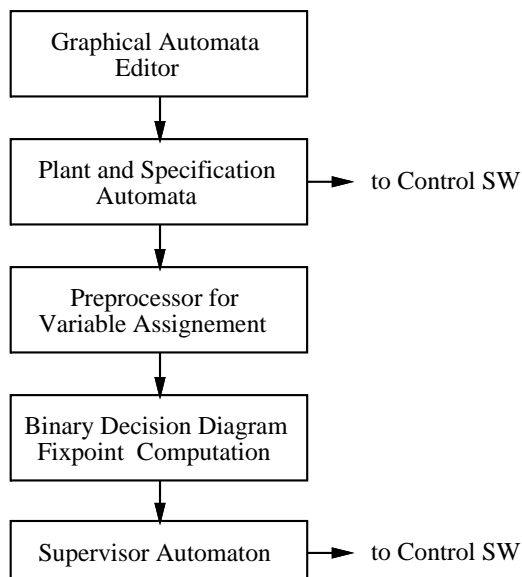 Graphical Automata
Editor
Plant and Specification
Automata
to Control SW
Preprocessor for
Variable Assignement
Binary Decision Diagram
Fixpoint Computation
Supervisor Automaton
to Control SW